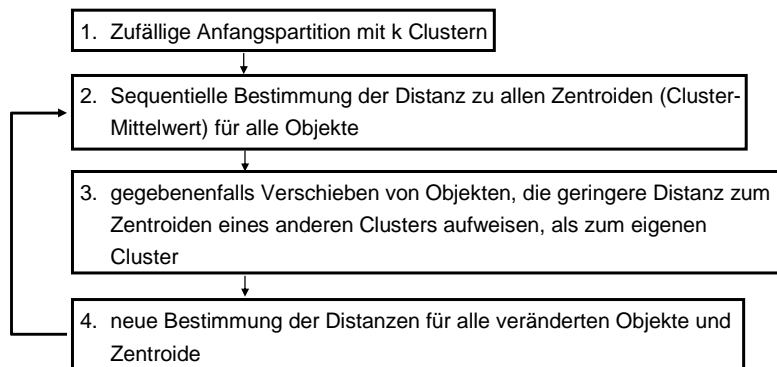 1. Zufällige Anfangspartition mit k Clustern
2. Sequentielle Bestimmung der Distanz zu allen Zentroiden (Cluster-
Mittelwert) für alle Objekte
3. gegebenenfalls Verschieben von Objekten, die geringere Distanz zum
Zentroiden eines anderen Clusters aufweisen, als zum eigenen
Cluster
4. neue Bestimmung der Distanzen für alle veränderten Objekte und
Zentroide